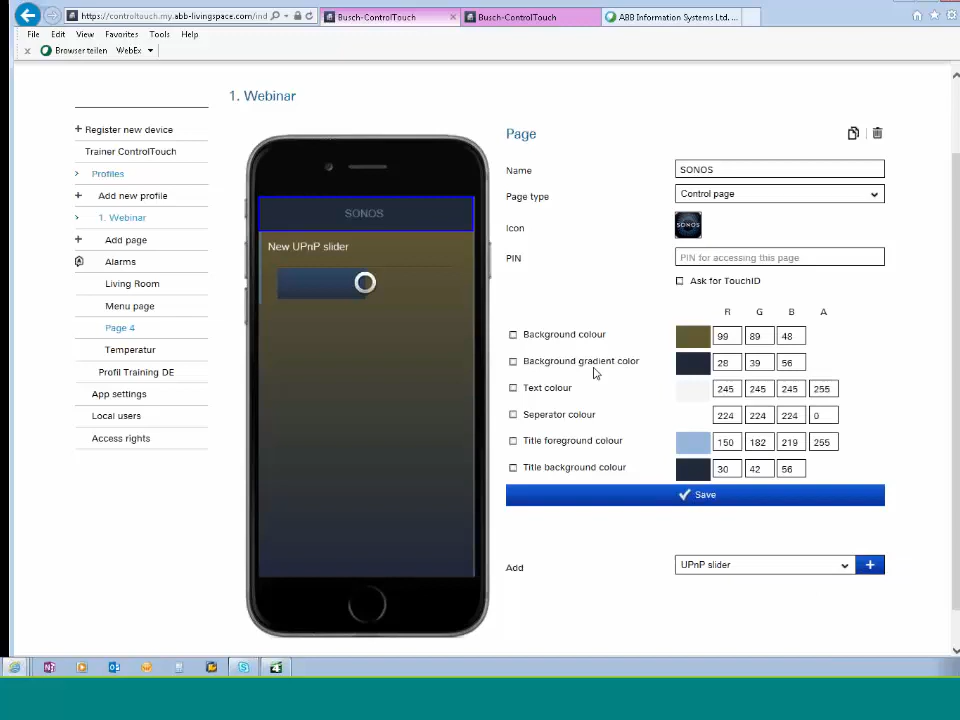 https://controltouch.my.abb-livingspace.com/ind
Busch-ControlTouch
Busch-ControlTouch
ABB Information Systems Ltd. ...
File Edit View Favorites Tools Help
x Browser teilen WebEx
1. Webinar
+ Register new device
Trainer ControlTouch
> Profiles
+ Add new profile
> 1. Webinar
+ Add page
Alarms
Living Room
Menu page
Page 4
Temperatur
Profil Training DE
App settings
Local users
Access rights
SONOS
New UPnP slider
Page
Name SONOS
Page type Control page
Icon SONOS
PIN PIN for accessing this page
Ask for TouchID
R G B A
Background colour 99 89 48
Background gradient color 28 39 56
Text colour 245 245 245 255
Seperator colour 224 224 224 0
Title foreground colour 150 182 219 255
Title background colour 30 42 56
Save
Add UPnP slider +